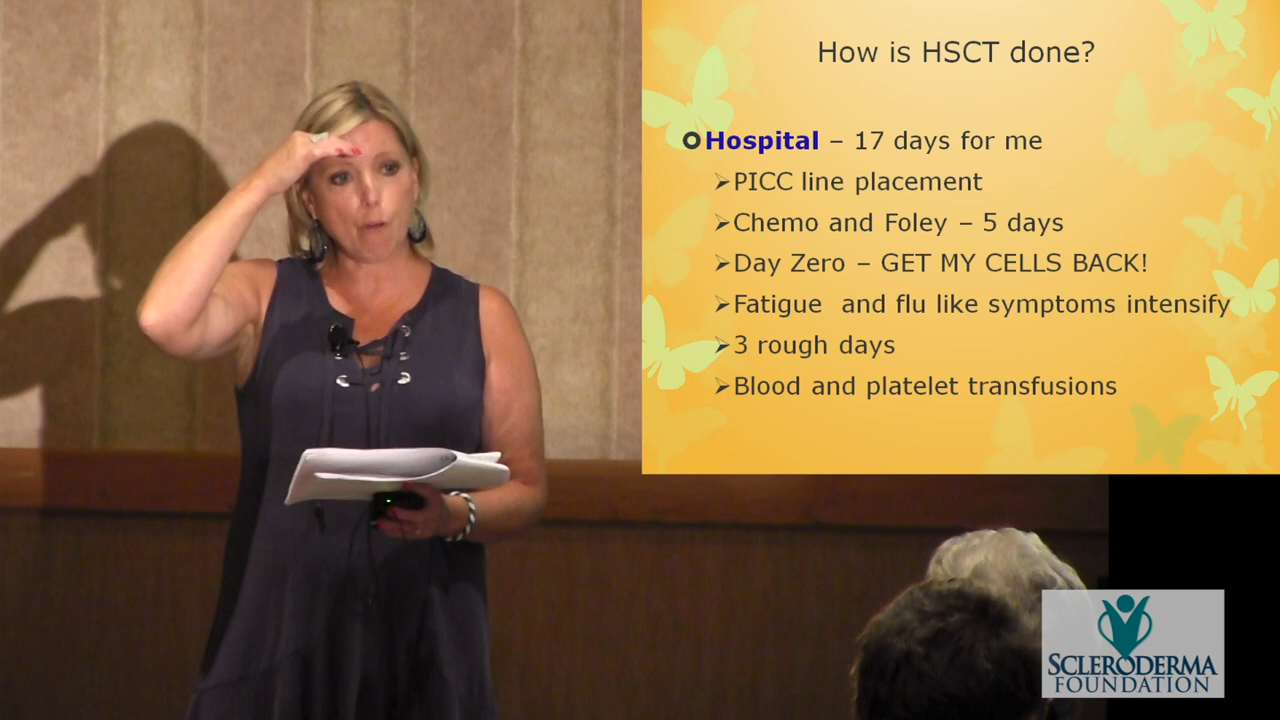 How is HSCT done?
Hospital – 17 days for me
PICC line placement
Chemo and Foley – 5 days
Day Zero – GET MY CELLS BACK!
Fatigue  and flu like symptoms intensify
3 rough days
Blood and platelet transfusions
SCLERODERMA
FOUNDATION